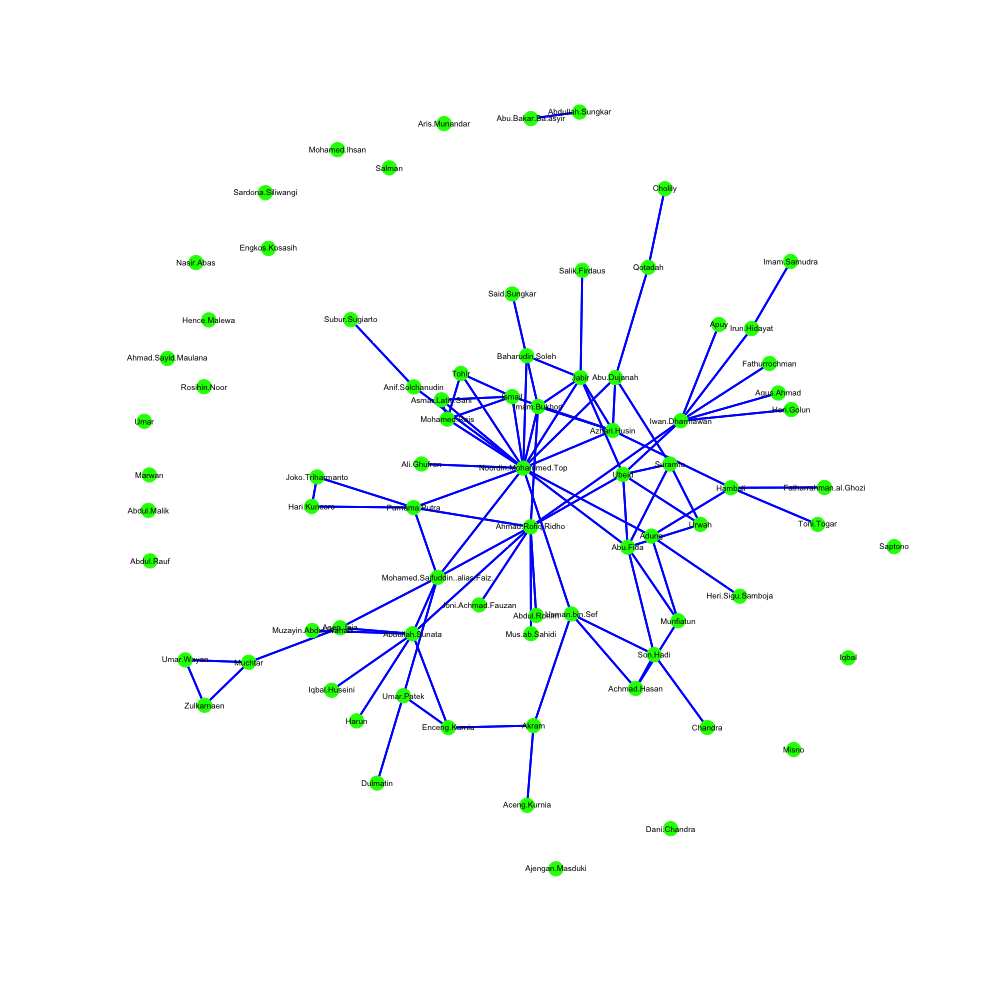 Abdullah.Sungkar
Abu.Bakar.Ba'asyir
Aris.Munandar
Mohamed.Ihsan
Salman
Cholily
Sardona.Siliwangi
Engkos.Kosasih
Nasir.Abas
Imam.Samudra
Qotadah
Salik.Firdaus
Said.Sungkar
Hence.Malewa
Subur.Sugiarto
Apuy
Irun.Hidayat
Ahmad.Sayid.Maulana
Baharudin.Soleh
Fathurrochman
Tohir
Jabir
Abu.Dujanah
Rosihin.Noor
Anif.Solchanudin
Agus.Ahmad
Ismail
Asmar.Latin.Sani
Imam.Bukhori
Heri.Golun
Mohamed.Rais
Umar
Iwan.Dharmawan
Azhari.Husin
Ali.Ghufron
Noordin.Mohammed.Top
Suramto
Marwan
Ubeid
Joko.Triharmanto
Hambali
Fathurrahman.al.Ghozi
Hari.Kuncoro
Purnama.Putra
Abdul.Malik
Urwah
Toni.Togar
Ahmad.Rofiq.Ridho
Adung
Abu.Fida
Saptono
Abdul.Rauf
Mohamed.Saifuddin..alias.Faiz.
Heri.Sigu.Samboja
Joni.Achmad.Fauzan
Usman.bin.Sef
Munfiatun
Muzayin.Abdul.Wahab
Abdullah.Sunata
Mus.ab.Sahidi
Son.Hadi
Iqbal
Umar.Wayan
Muchtar
Achmad.Hasan
Iqbal.Huseini
Umar.Patek
Zulkarnaen
Harun
Enceng.Kurnia
Akram
Chandra
Misno
Dulmatin
Aceng.Kurnia
Dani.Chandra
Ajengan.Masduki